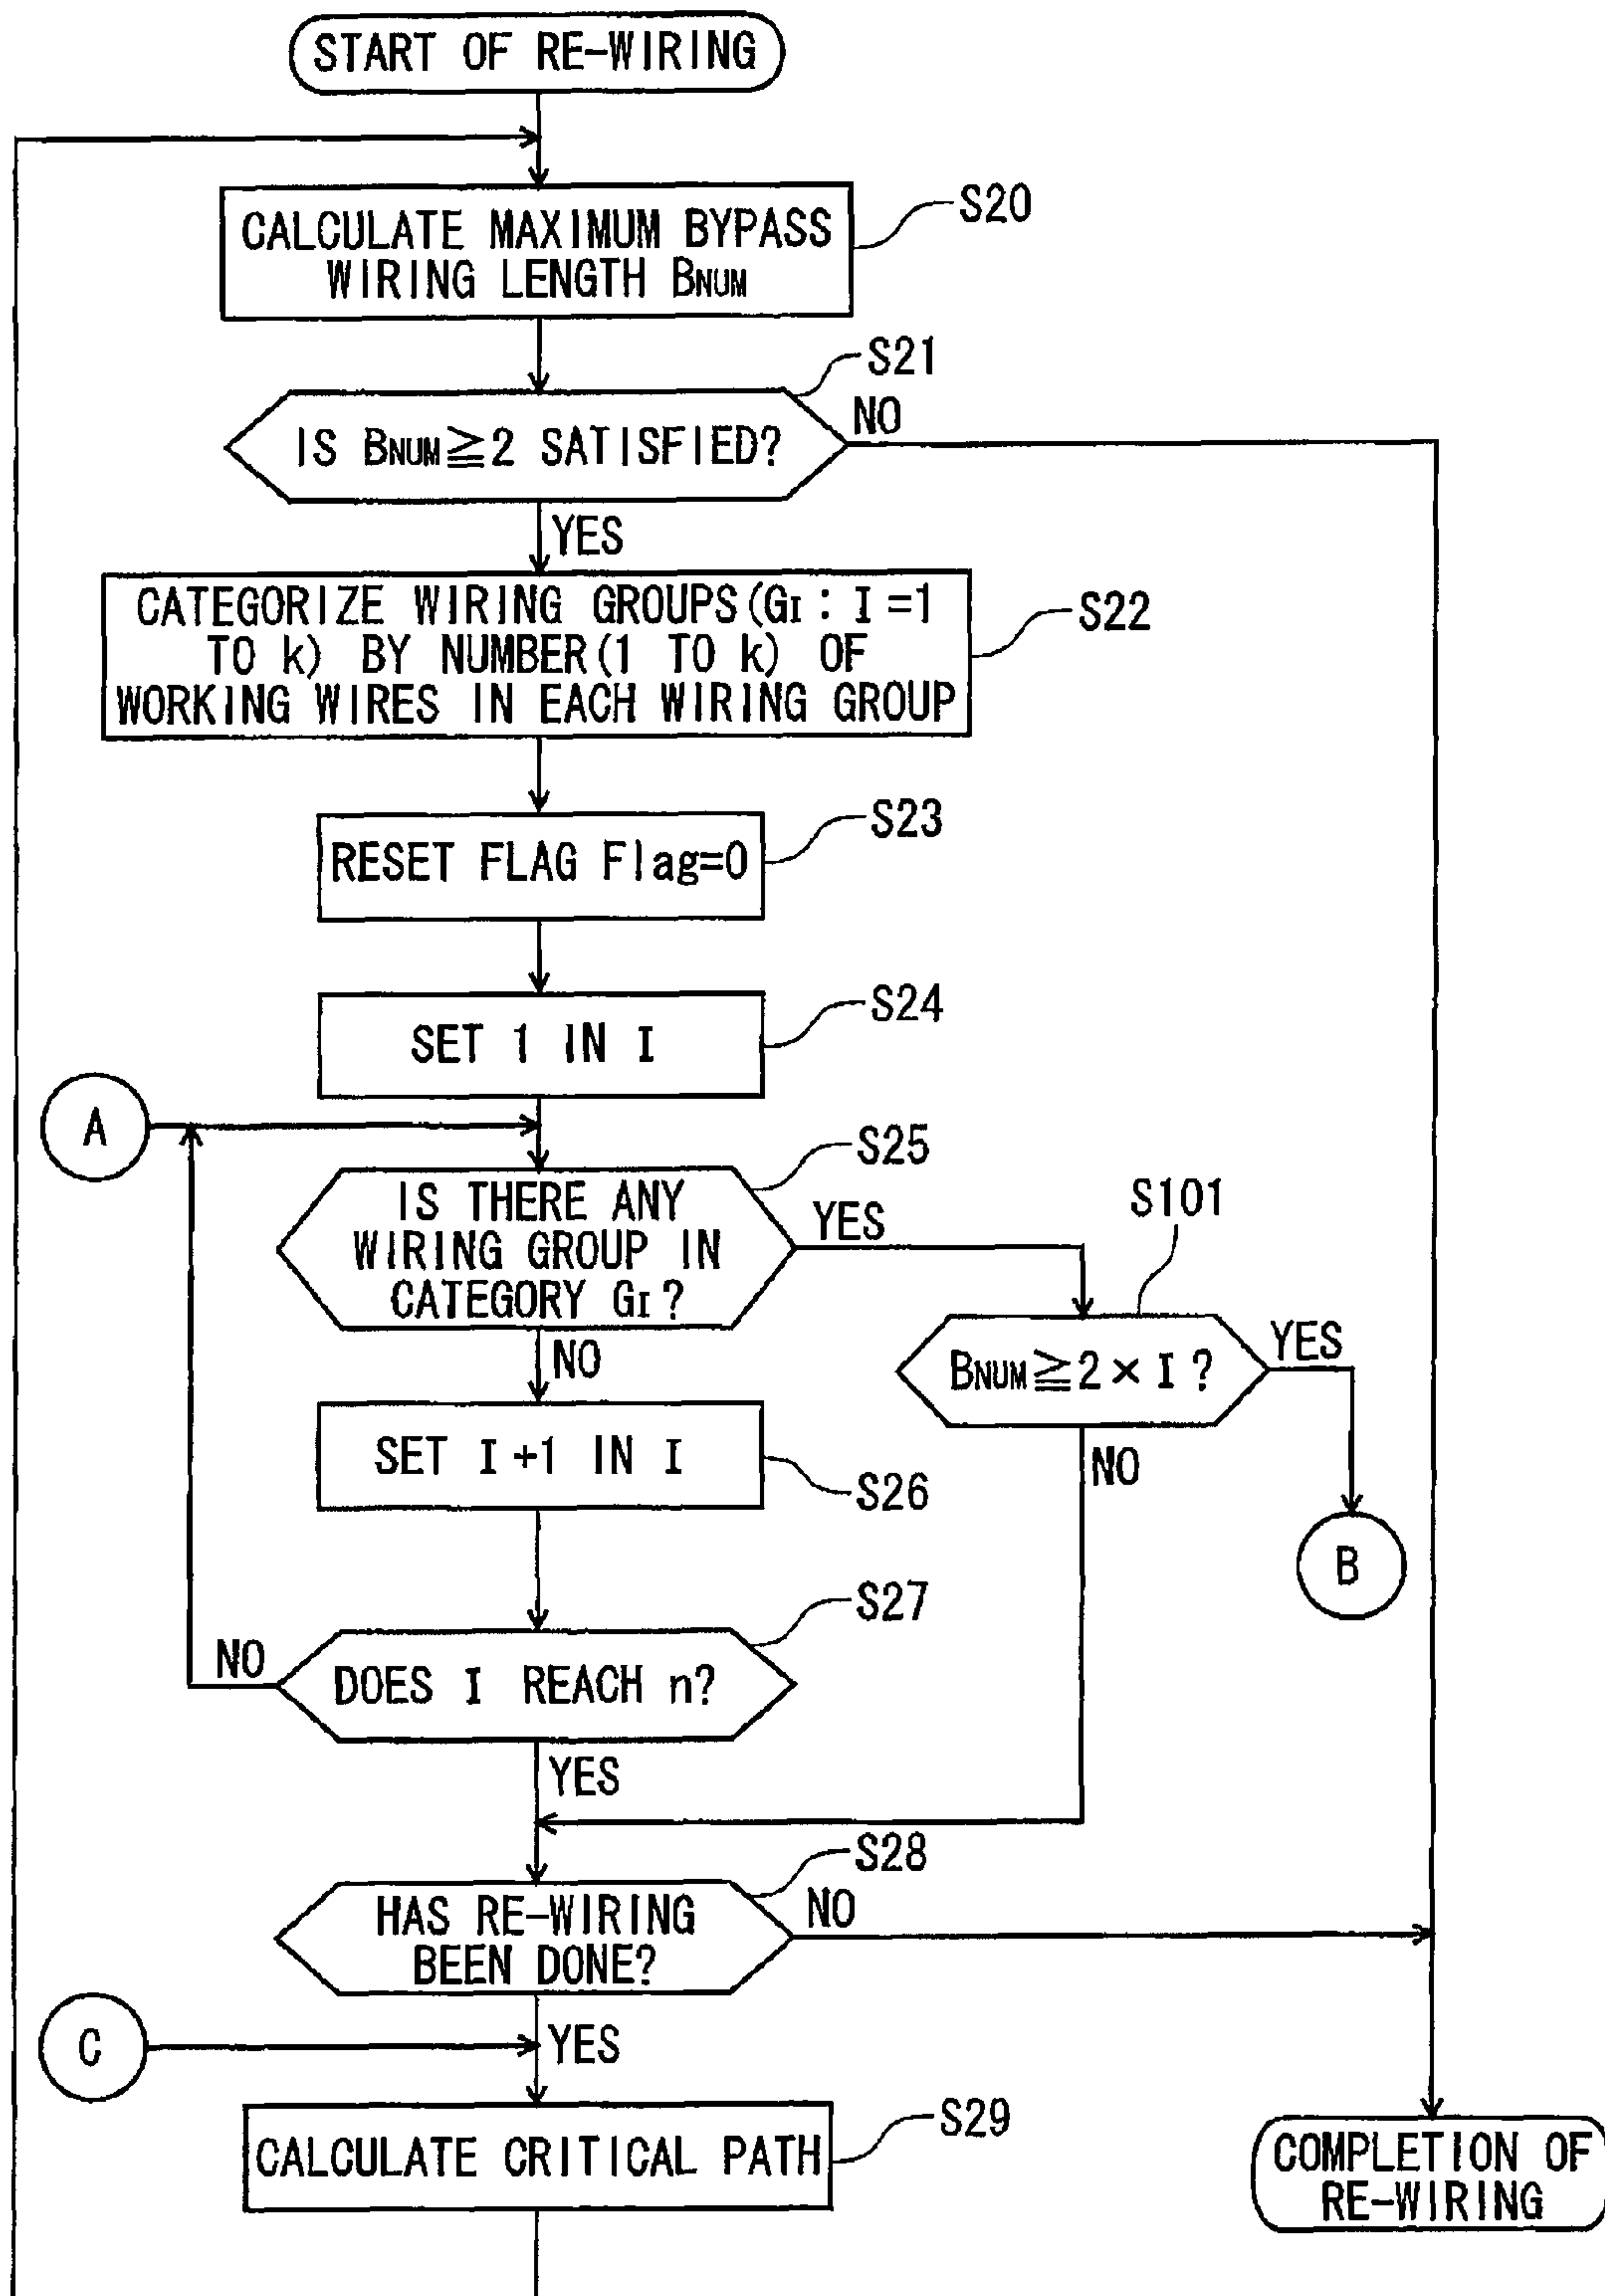 START OF RE-WIRING
CALCULATE MAXIMUM BYPASS
WIRING LENGTH BNUM
S20
IS BNUM≧2 SATISFIED?
S21
NO
YES
CATEGORIZE WIRING GROUPS(GI:I=1
TO k) BY NUMBER(1 TO k) OF
WORKING WIRES IN EACH WIRING GROUP
S22
RESET FLAG Flag=0
S23
SET 1 IN I
S24
A
IS THERE ANY
WIRING GROUP IN
CATEGORY GI?
S25
YES
S101
BNUM≧2×I?
YES
NO
NO
SET I+1 IN I
S26
B
DOES I REACH n?
S27
NO
YES
HAS RE-WIRING
BEEN DONE?
S28
NO
C
YES
CALCULATE CRITICAL PATH
S29
COMPLETION OF
RE-WIRING